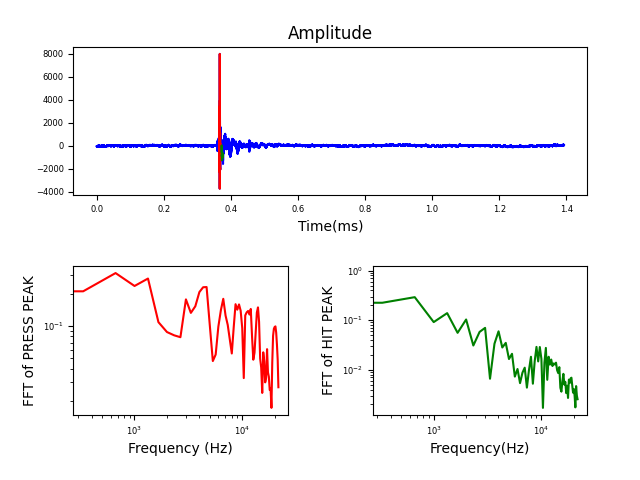 Amplitude
8000
6000
4000
2000
0
−2000
−4000
0.0 0.2 0.4 0.6 0.8 1.0 1.2 1.4
Time(ms)
FFT of PRESS PEAK
10⁻¹
10³ 10⁴
Frequency (Hz)
FFT of HIT PEAK
10⁰
10⁻¹
10⁻²
10³ 10⁴
Frequency(Hz)